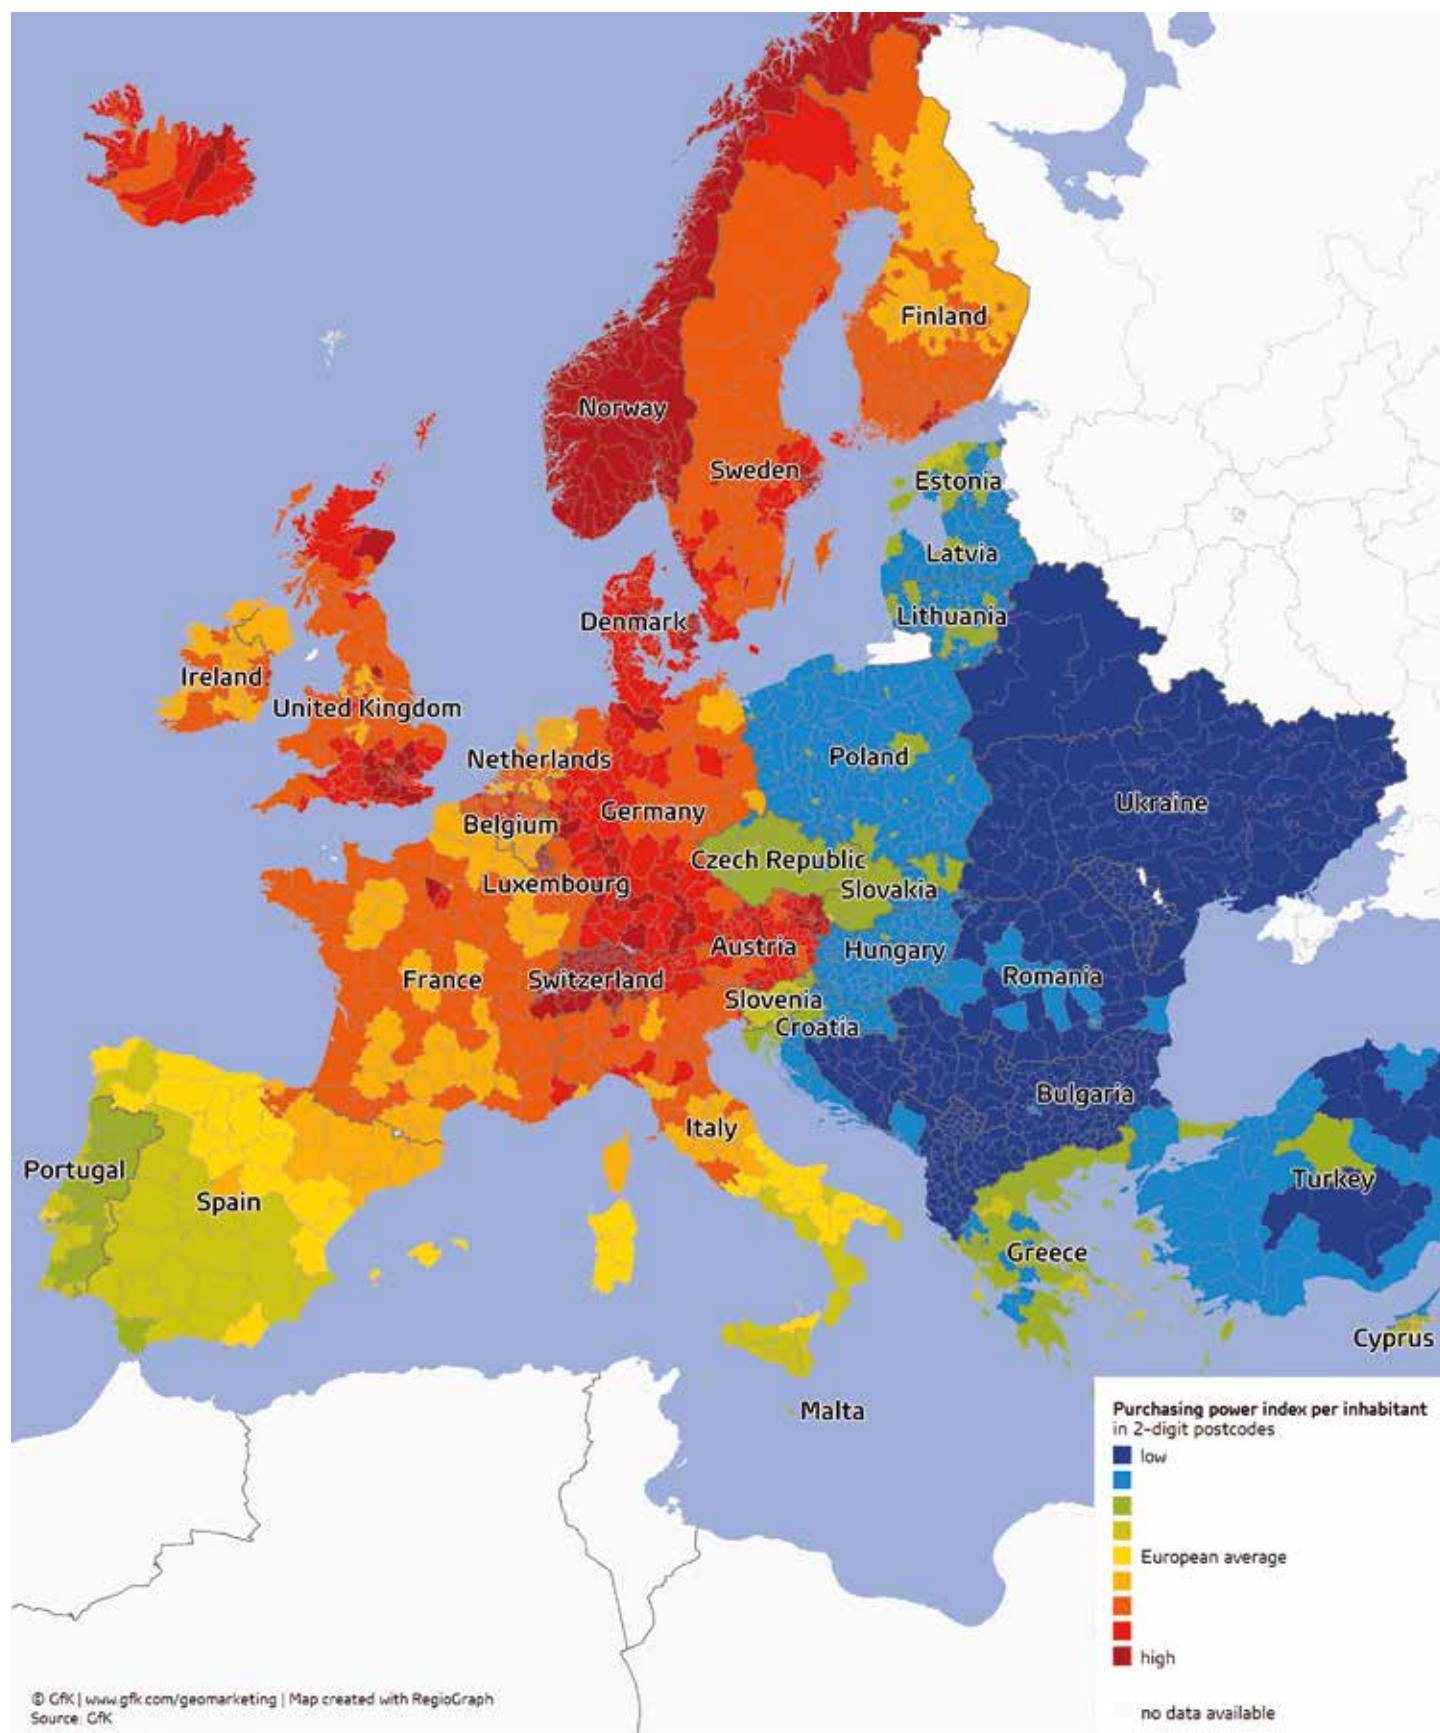 Finland
Norway
Sweden
Estonia
Latvia
Denmark
Lithuania
Ireland
United Kingdom
Netherlands
Poland
Germany
Ukraine
Belgium
Czech Republic
Luxembourg
Slovakia
Austria
Hungary
France
Switzerland
Romania
Slovenia
Croatia
Bulgaria
Italy
Portugal
Turkey
Spain
Greece
Cyprus
Malta
Purchasing power index per inhabitant
in 2-digit postcodes
low
European average
high
no data available
© GfK | www.gfk.com/geomarketing | Map created with RegioGraph
Source: GfK